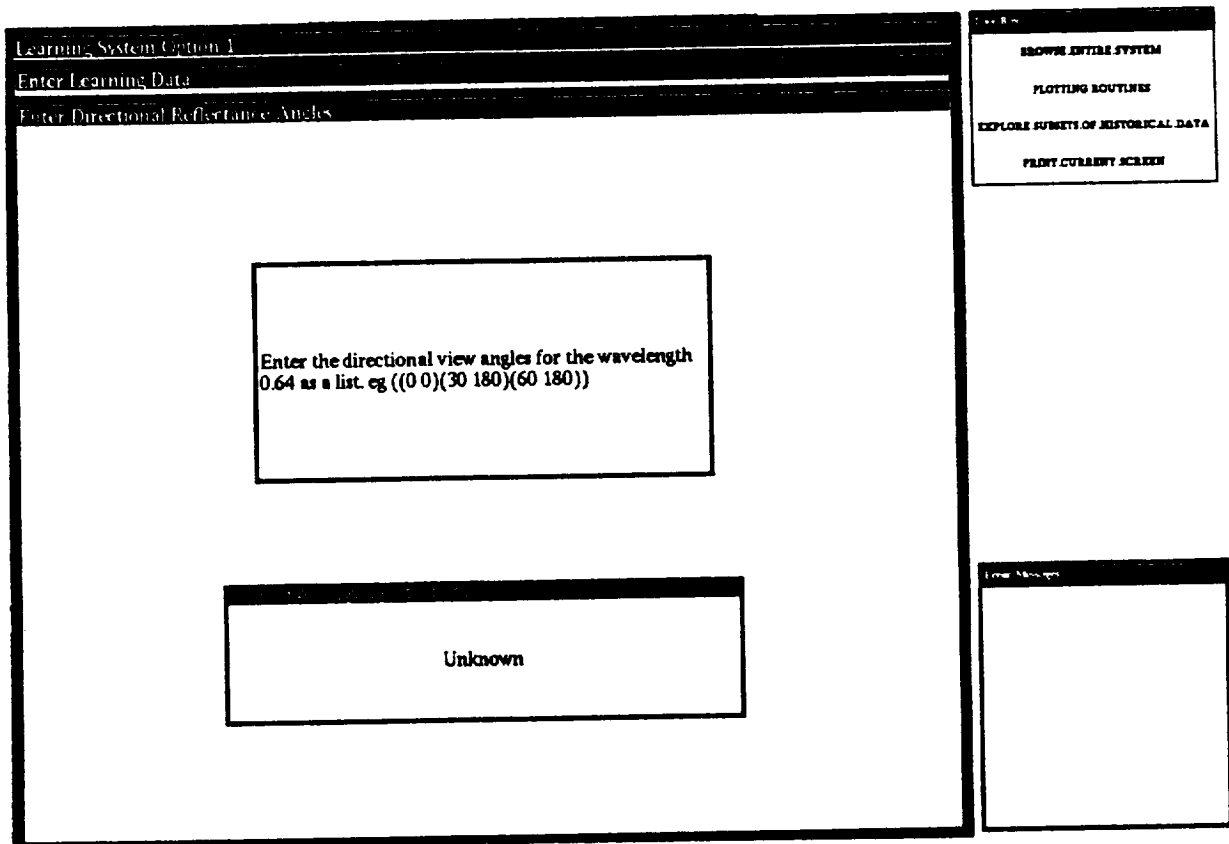 Learning System Option 1
Enter Learning Data
Enter Directional Reflectance Angles
Enter the directional view angles for the wavelength
0.64 as a list. eg ((0 0)(30 180)(60 180))
Unknown
BROWSE.ENTIRE.SYSTEM
PLOTTING ROUTINES
EXPLORE.SUBSETS.OF.HISTORICAL.DATA
PRINT.CURRENT.SCREEN
Error Messages